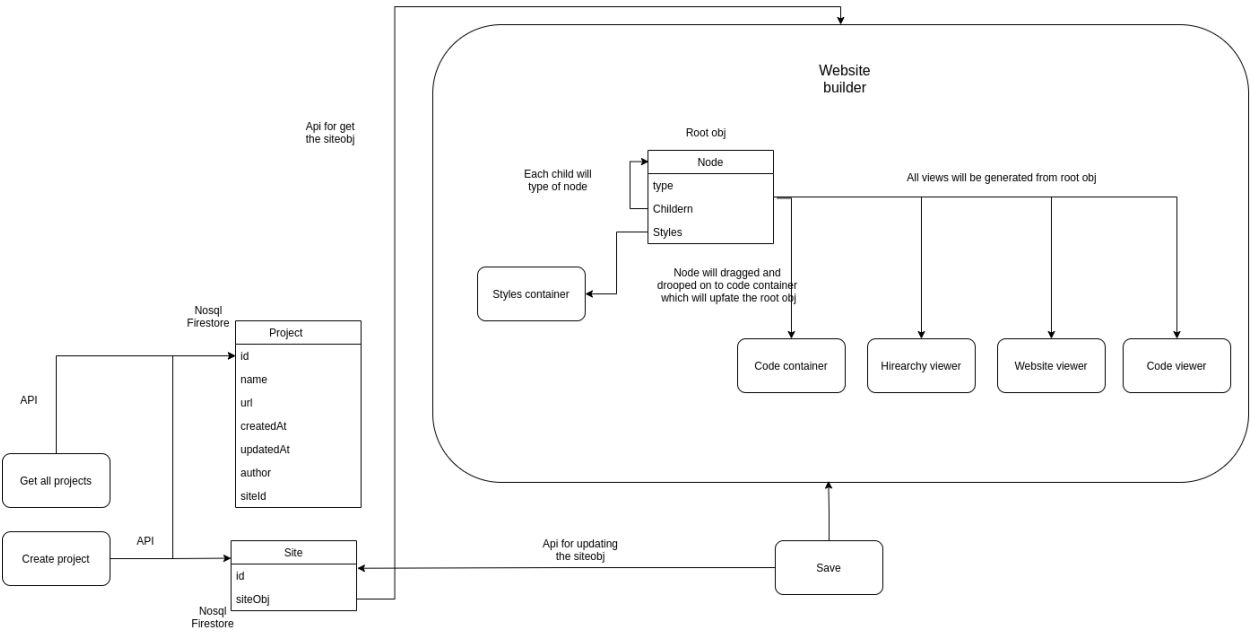 Website
builder
Api for get
the siteobj
Root obj
Node
type
Childern
Styles
Each child will
type of node
All views will be generated from root obj
Styles container
Node will dragged and
drooped on to code container
which will upfate the root obj
Code container
Hirearchy viewer
Website viewer
Code viewer
Nosql
Firestore
Project
id
name
url
createdAt
updatedAt
author
siteId
API
Get all projects
Create project
API
Site
id
siteObj
Nosql
Firestore
Api for updating
the siteobj
Save